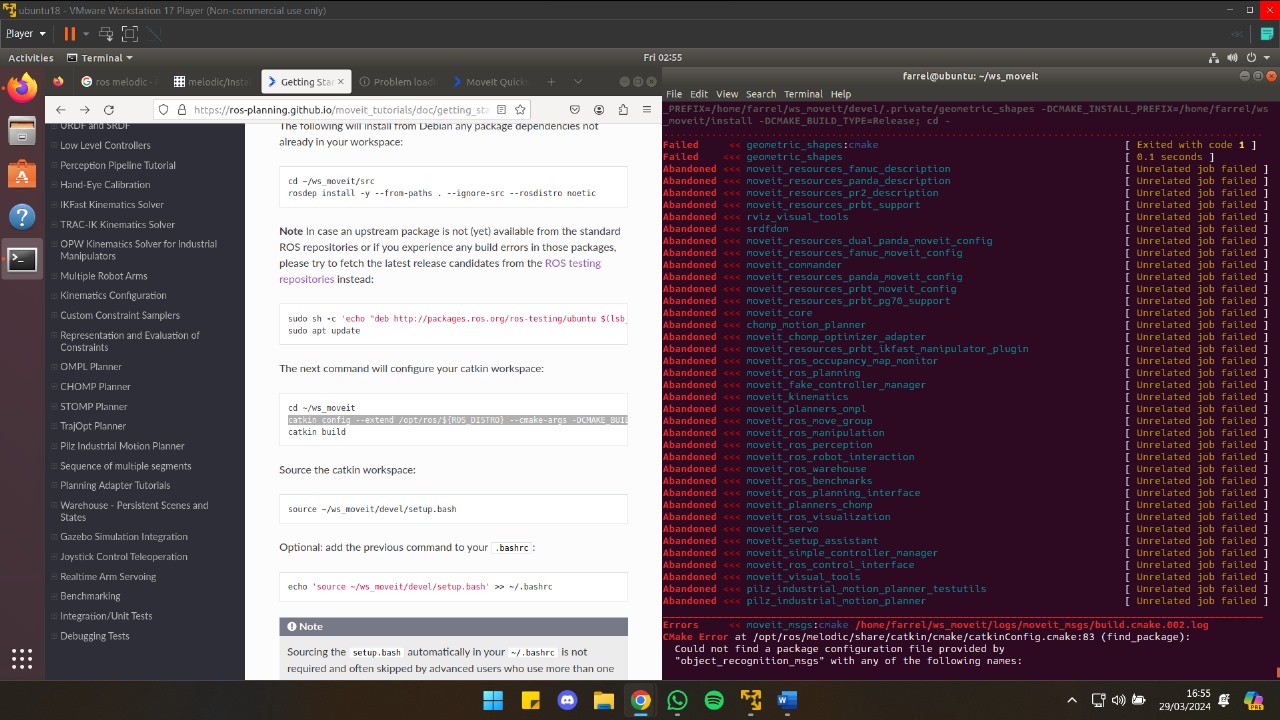 ubuntu18 - VMware Workstation 17 Player (Non-commercial use only)
Player
Activities
Terminal
Fri 02:55
ros melodic -
melodic/Insta
Getting Star
Problem loadi
MoveIt Quicks
https://ros-planning.github.io/moveit_tutorials/doc/getting_sta
URDF and SRDF
Low Level Controllers
Perception Pipeline Tutorial
Hand-Eye Calibration
IKFast Kinematics Solver
TRAC-IK Kinematics Solver
OPW Kinematics Solver for Industrial
Manipulators
Multiple Robot Arms
Kinematics Configuration
Custom Constraint Samplers
Representation and Evaluation of
Constraints
OMPL Planner
CHOMP Planner
STOMP Planner
TrajOpt Planner
Pilz Industrial Motion Planner
Sequence of multiple segments
Planning Adapter Tutorials
Warehouse - Persistent Scenes and
States
Gazebo Simulation Integration
Joystick Control Teleoperation
Realtime Arm Servoing
Benchmarking
Integration/Unit Tests
Debugging Tests
The following will install from Debian any package dependencies not
already in your workspace:
cd ~/ws_moveit/src
rosdep install -y --from-paths . --ignore-src --rosdistro noetic
Note In case an upstream package is not (yet) available from the standard
ROS repositories or if you experience any build errors in those packages,
please try to fetch the latest release candidates from the ROS testing
repositories instead:
sudo sh -c 'echo "deb http://packages.ros.org/ros-testing/ubuntu $(lsb_
sudo apt update
The next command will configure your catkin workspace:
cd ~/ws_moveit
catkin config --extend /opt/ros/${ROS_DISTRO} --cmake-args -DCMAKE_BUIL
catkin build
Source the catkin workspace:
source ~/ws_moveit/devel/setup.bash
Optional: add the previous command to your .bashrc :
echo 'source ~/ws_moveit/devel/setup.bash' >> ~/.bashrc
Note
Sourcing the setup.bash automatically in your ~/.bashrc is not
required and often skipped by advanced users who use more than one
farrel@ubuntu: ~/ws_moveit
File Edit View Search Terminal Help
_PREFIX=/home/farrel/ws_moveit/devel/.private/geometric_shapes -DCMAKE_INSTALL_PREFIX=/home/farrel/ws
_moveit/install -DCMAKE_BUILD_TYPE=Release; cd -
Failed << geometric_shapes:cmake [ Exited with code 1 ]
Failed << geometric_shapes [ 0.1 seconds ]
Abandoned <<< moveit_resources_fanuc_description [ Unrelated job failed ]
Abandoned <<< moveit_resources_panda_description [ Unrelated job failed ]
Abandoned <<< moveit_resources_pr2_description [ Unrelated job failed ]
Abandoned <<< moveit_resources_prbt_support [ Unrelated job failed ]
Abandoned <<< rviz_visual_tools [ Unrelated job failed ]
Abandoned <<< srdfdom [ Unrelated job failed ]
Abandoned <<< moveit_resources_dual_panda_moveit_config [ Unrelated job failed ]
Abandoned <<< moveit_resources_fanuc_moveit_config [ Unrelated job failed ]
Abandoned <<< moveit_commander [ Unrelated job failed ]
Abandoned <<< moveit_resources_panda_moveit_config [ Unrelated job failed ]
Abandoned <<< moveit_resources_prbt_moveit_config [ Unrelated job failed ]
Abandoned <<< moveit_resources_prbt_pg70_support [ Unrelated job failed ]
Abandoned <<< moveit_core [ Unrelated job failed ]
Abandoned <<< chomp_motion_planner [ Unrelated job failed ]
Abandoned <<< moveit_chomp_optimizer_adapter [ Unrelated job failed ]
Abandoned <<< moveit_resources_prbt_ikfast_manipulator_plugin [ Unrelated job failed ]
Abandoned <<< moveit_ros_occupancy_map_monitor [ Unrelated job failed ]
Abandoned <<< moveit_ros_planning [ Unrelated job failed ]
Abandoned <<< moveit_fake_controller_manager [ Unrelated job failed ]
Abandoned <<< moveit_kinematics [ Unrelated job failed ]
Abandoned <<< moveit_planners_ompl [ Unrelated job failed ]
Abandoned <<< moveit_ros_move_group [ Unrelated job failed ]
Abandoned <<< moveit_ros_manipulation [ Unrelated job failed ]
Abandoned <<< moveit_ros_perception [ Unrelated job failed ]
Abandoned <<< moveit_ros_robot_interaction [ Unrelated job failed ]
Abandoned <<< moveit_ros_warehouse [ Unrelated job failed ]
Abandoned <<< moveit_ros_benchmarks [ Unrelated job failed ]
Abandoned <<< moveit_ros_planning_interface [ Unrelated job failed ]
Abandoned <<< moveit_planners_chomp [ Unrelated job failed ]
Abandoned <<< moveit_ros_visualization [ Unrelated job failed ]
Abandoned <<< moveit_servo [ Unrelated job failed ]
Abandoned <<< moveit_setup_assistant [ Unrelated job failed ]
Abandoned <<< moveit_simple_controller_manager [ Unrelated job failed ]
Abandoned <<< moveit_ros_control_interface [ Unrelated job failed ]
Abandoned <<< moveit_visual_tools [ Unrelated job failed ]
Abandoned <<< pilz_industrial_motion_planner_testutils [ Unrelated job failed ]
Abandoned <<< pilz_industrial_motion_planner [ Unrelated job failed ]
Errors << moveit_msgs:cmake /home/farrel/ws_moveit/logs/moveit_msgs/build.cmake.002.log
CMake Error at /opt/ros/melodic/share/catkin/cmake/catkinConfig.cmake:83 (find_package):
Could not find a package configuration file provided by
"object_recognition_msgs" with any of the following names:
16:55
29/03/2024
PRE